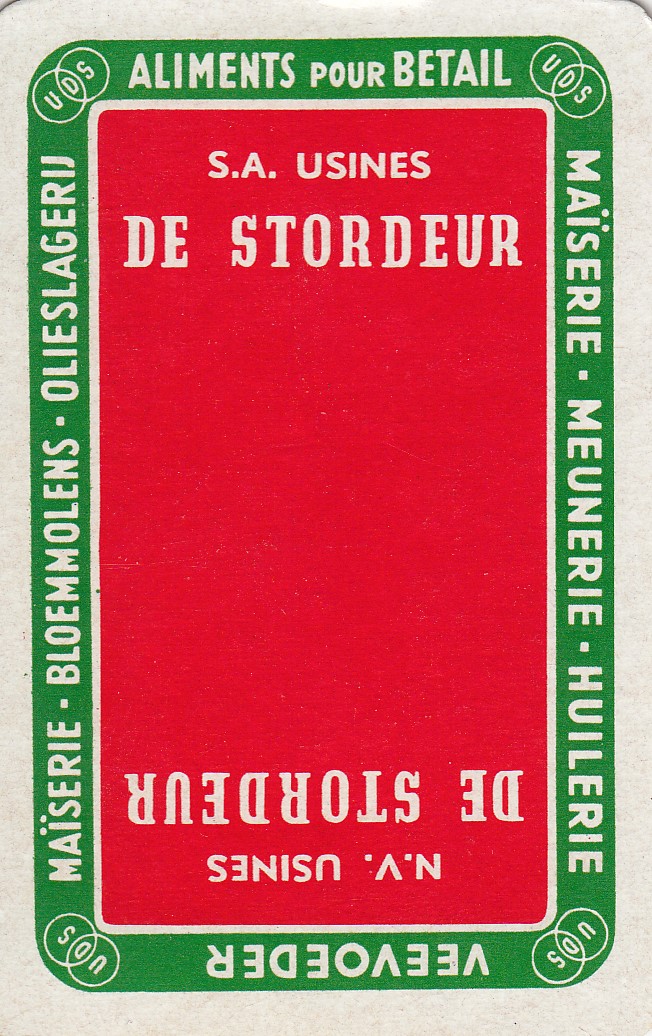 UDS
ALIMENTS POUR BETAIL
UDS
S.A. USINES
DE STORDEUR
MAÏSERIE · MEUNERIE · HUILERIE
MAÏSERIE · BLOEMMOLENS · OLIESLAGERIJ
DE STORDEUR
N.V. USINES
UDS
VEEVOEDER
UDS